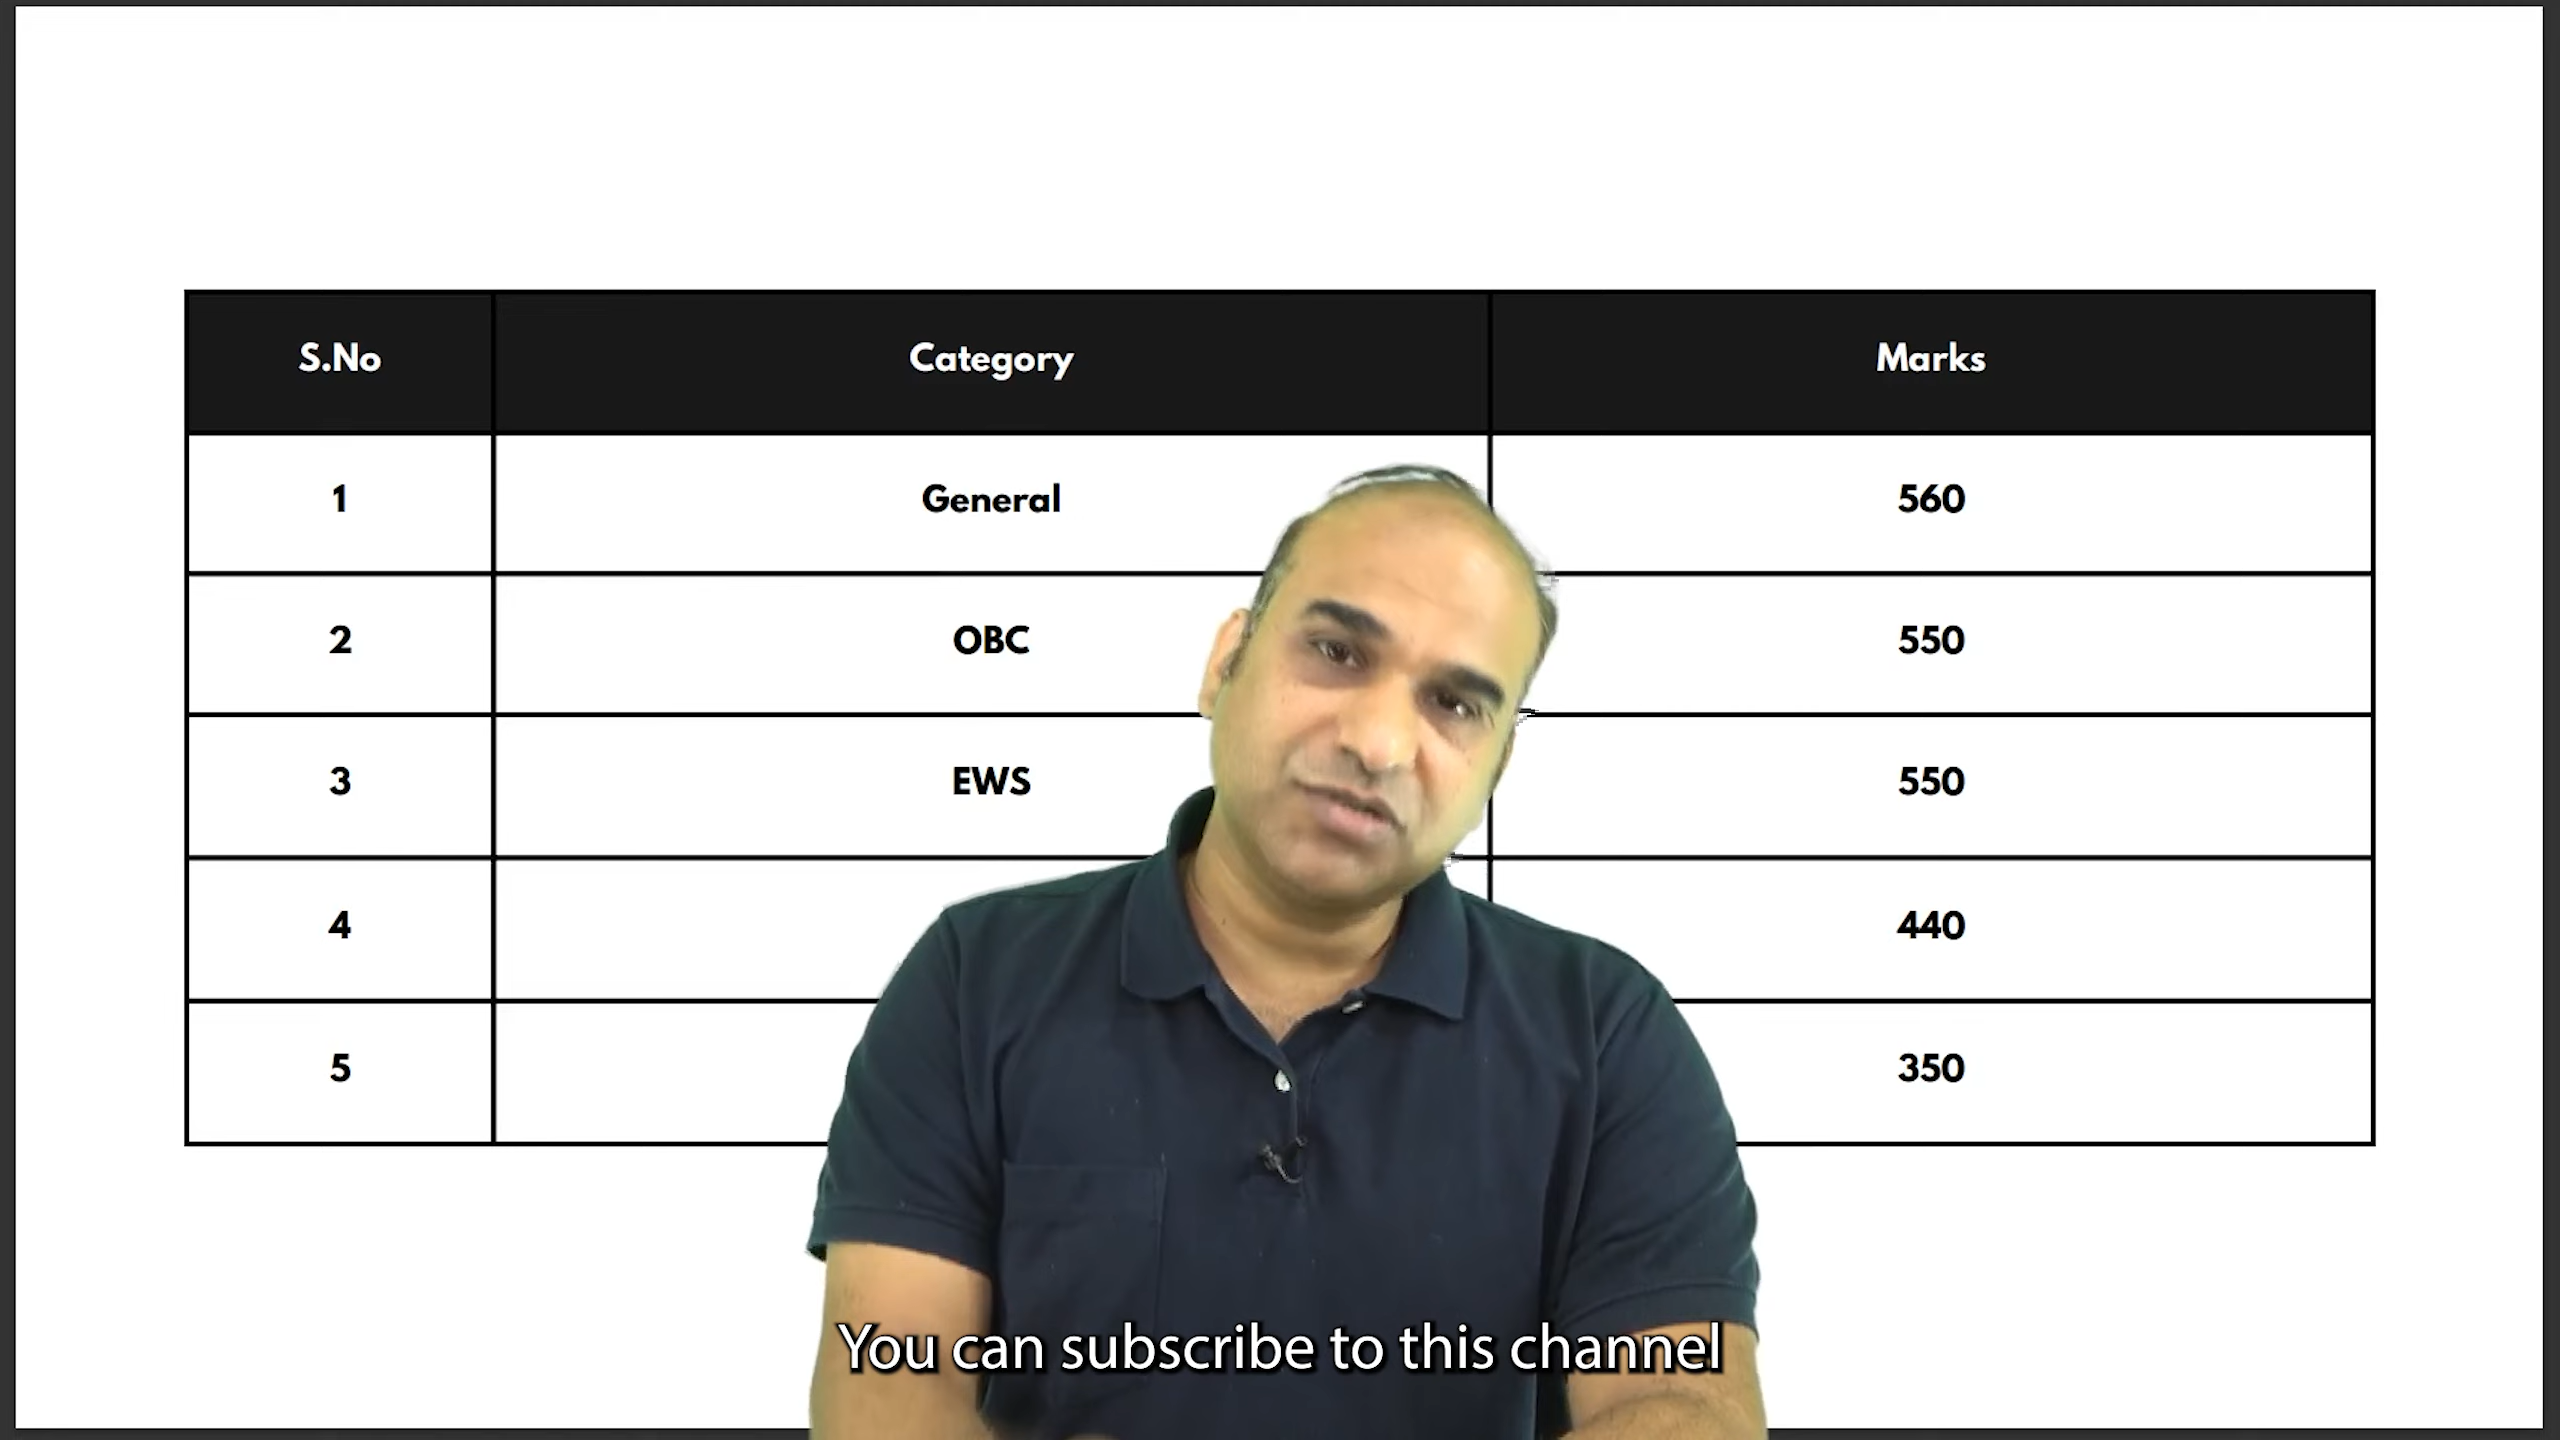 S.No Category Marks
1 General 560
2 OBC 550
3 EWS 550
4 440
5 350
You can subscribe to this channel